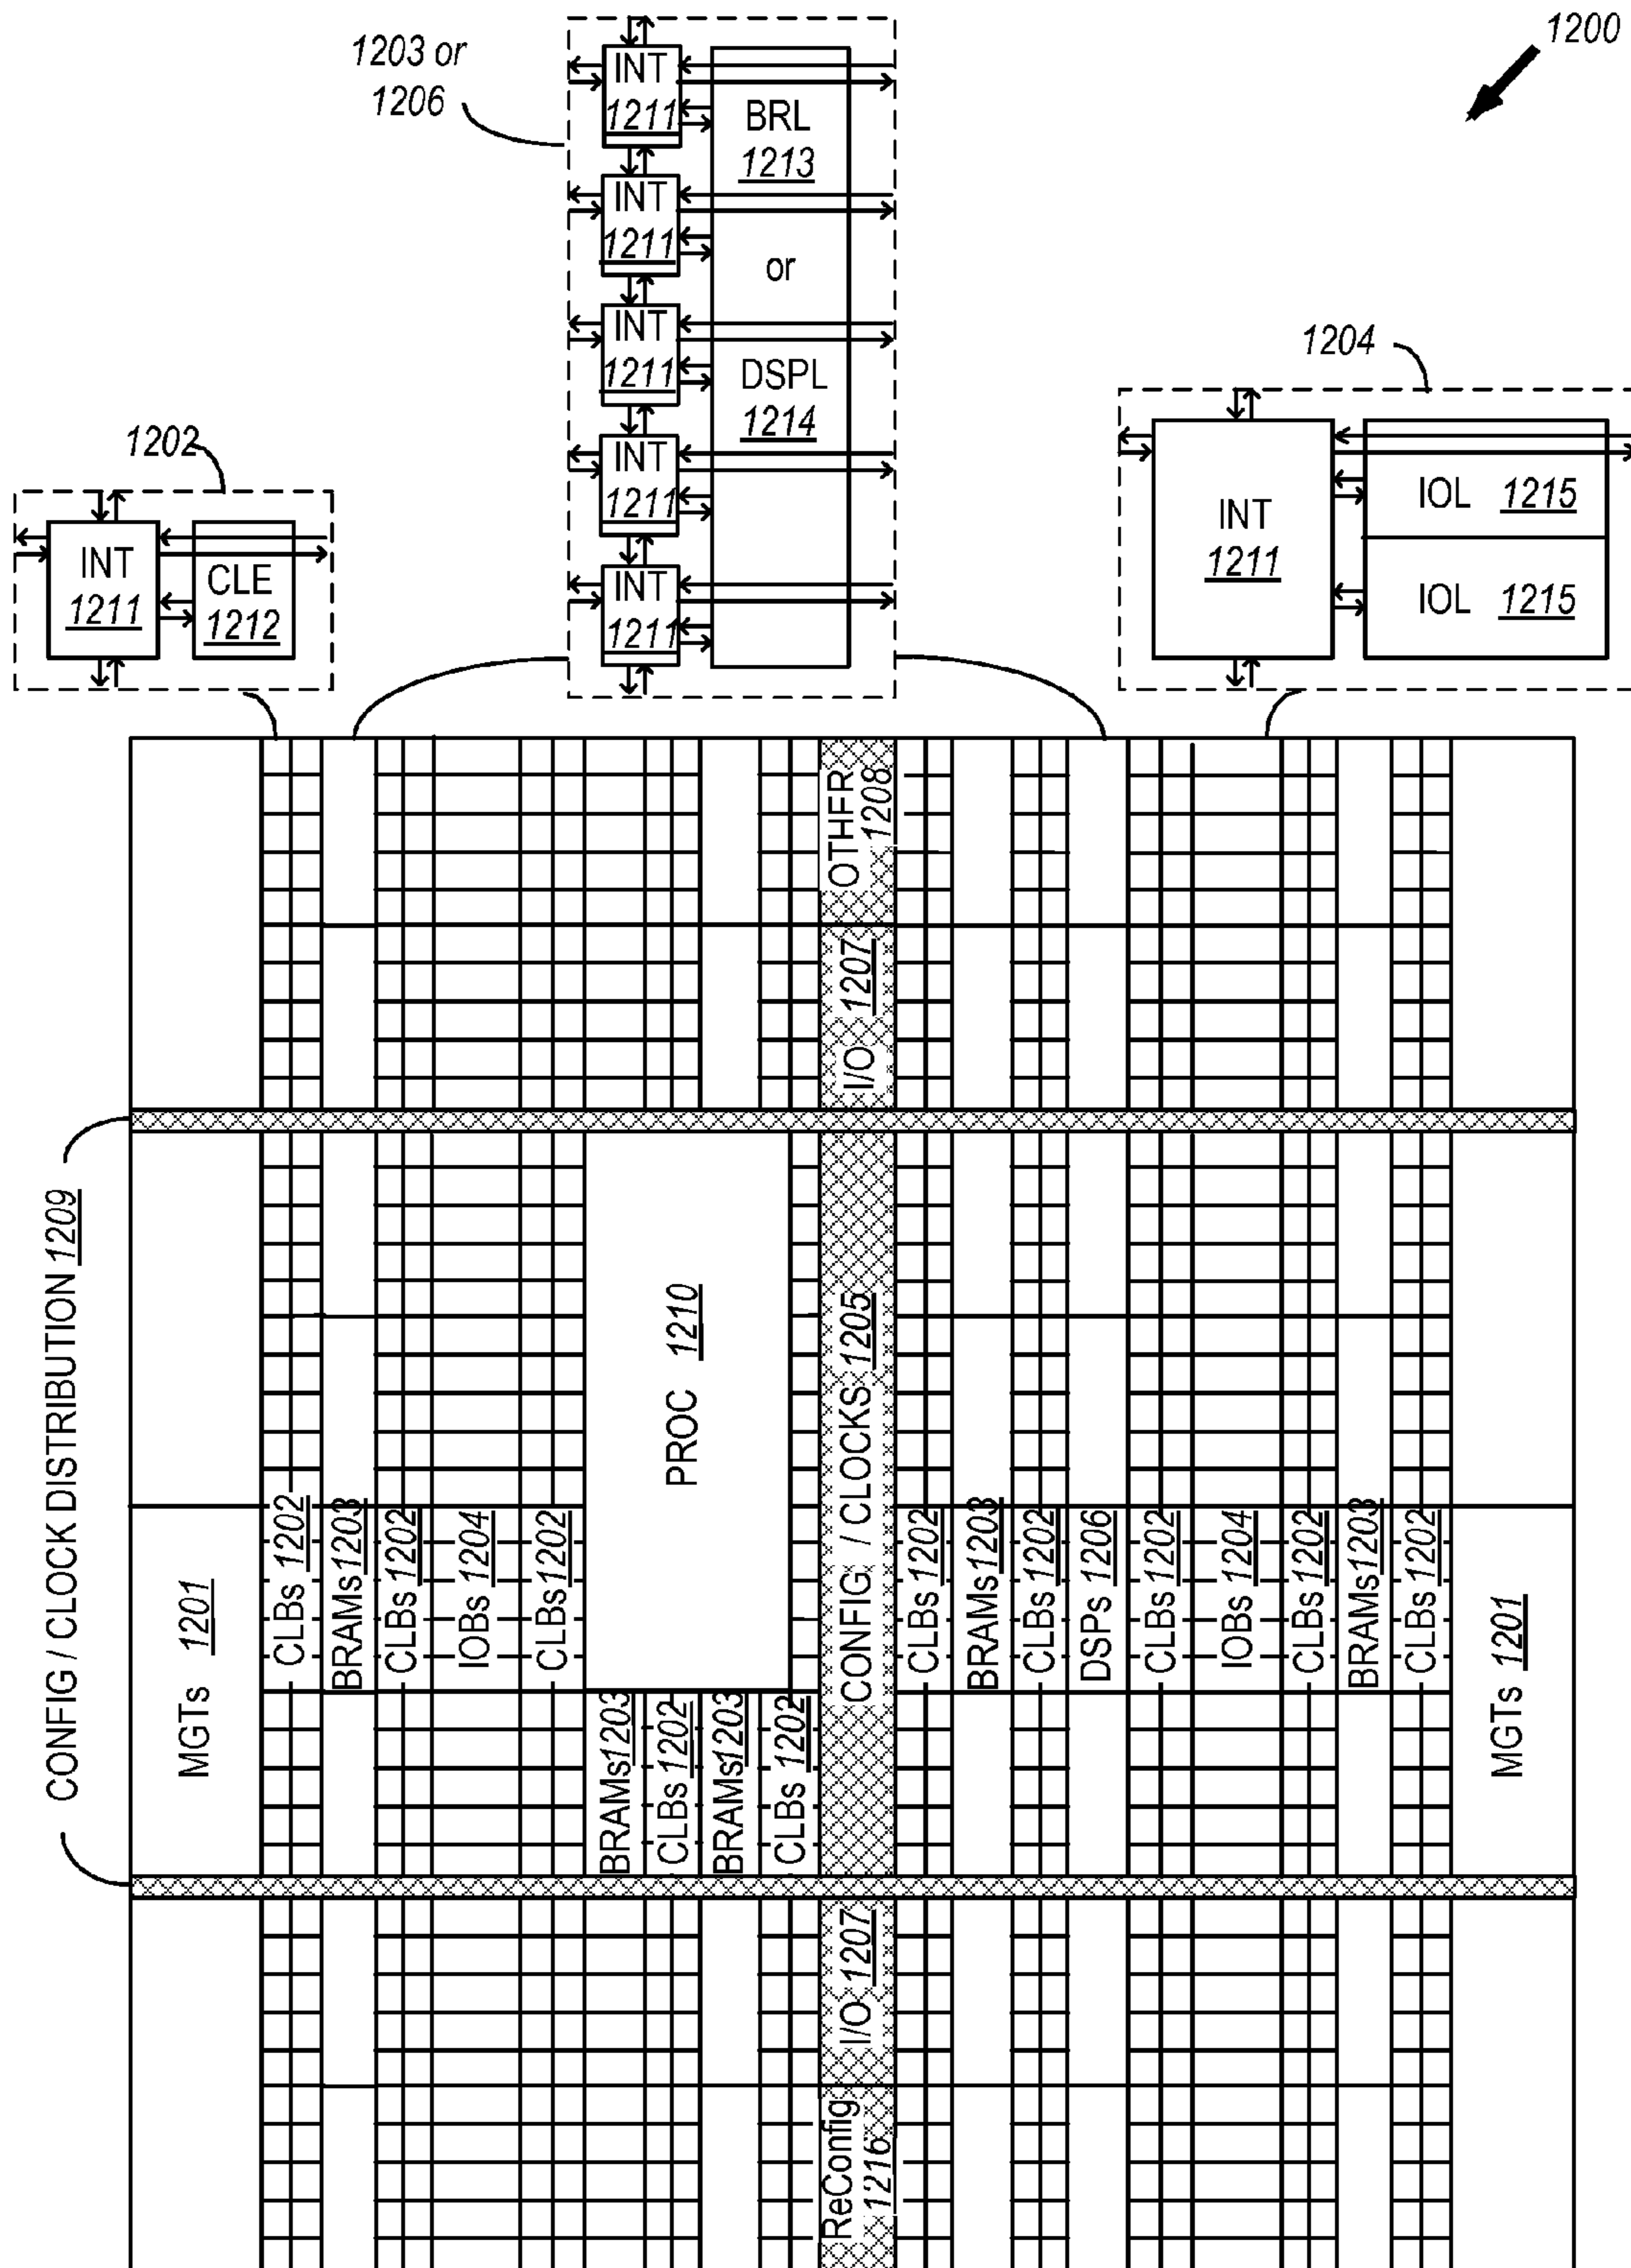 1200
1203 or
1206
INT
1211
INT
1211
INT
1211
INT
1211
INT
1211
BRL
1213
or
DSPL
1214
1204
INT
1211
IOL 1215
IOL 1215
1202
INT
1211
CLE
1212
OTHER
1208
I/O 1207
CONFIG / CLOCK DISTRIBUTION 1209
PROC 1210
CONFIG / CLOCKS 1205
MGTs 1201
CLBs 1202
BRAMs 1203
CLBs 1202
IOBs 1204
CLBs 1202
BRAMs 1203
CLBs 1202
BRAMs 1203
CLBs 1202
CLBs 1202
BRAMs 1203
CLBs 1202
DSPs 1206
CLBs 1202
IOBs 1204
CLBs 1202
BRAMs 1203
CLBs 1202
MGTs 1201
I/O 1207
ReConfig
1216